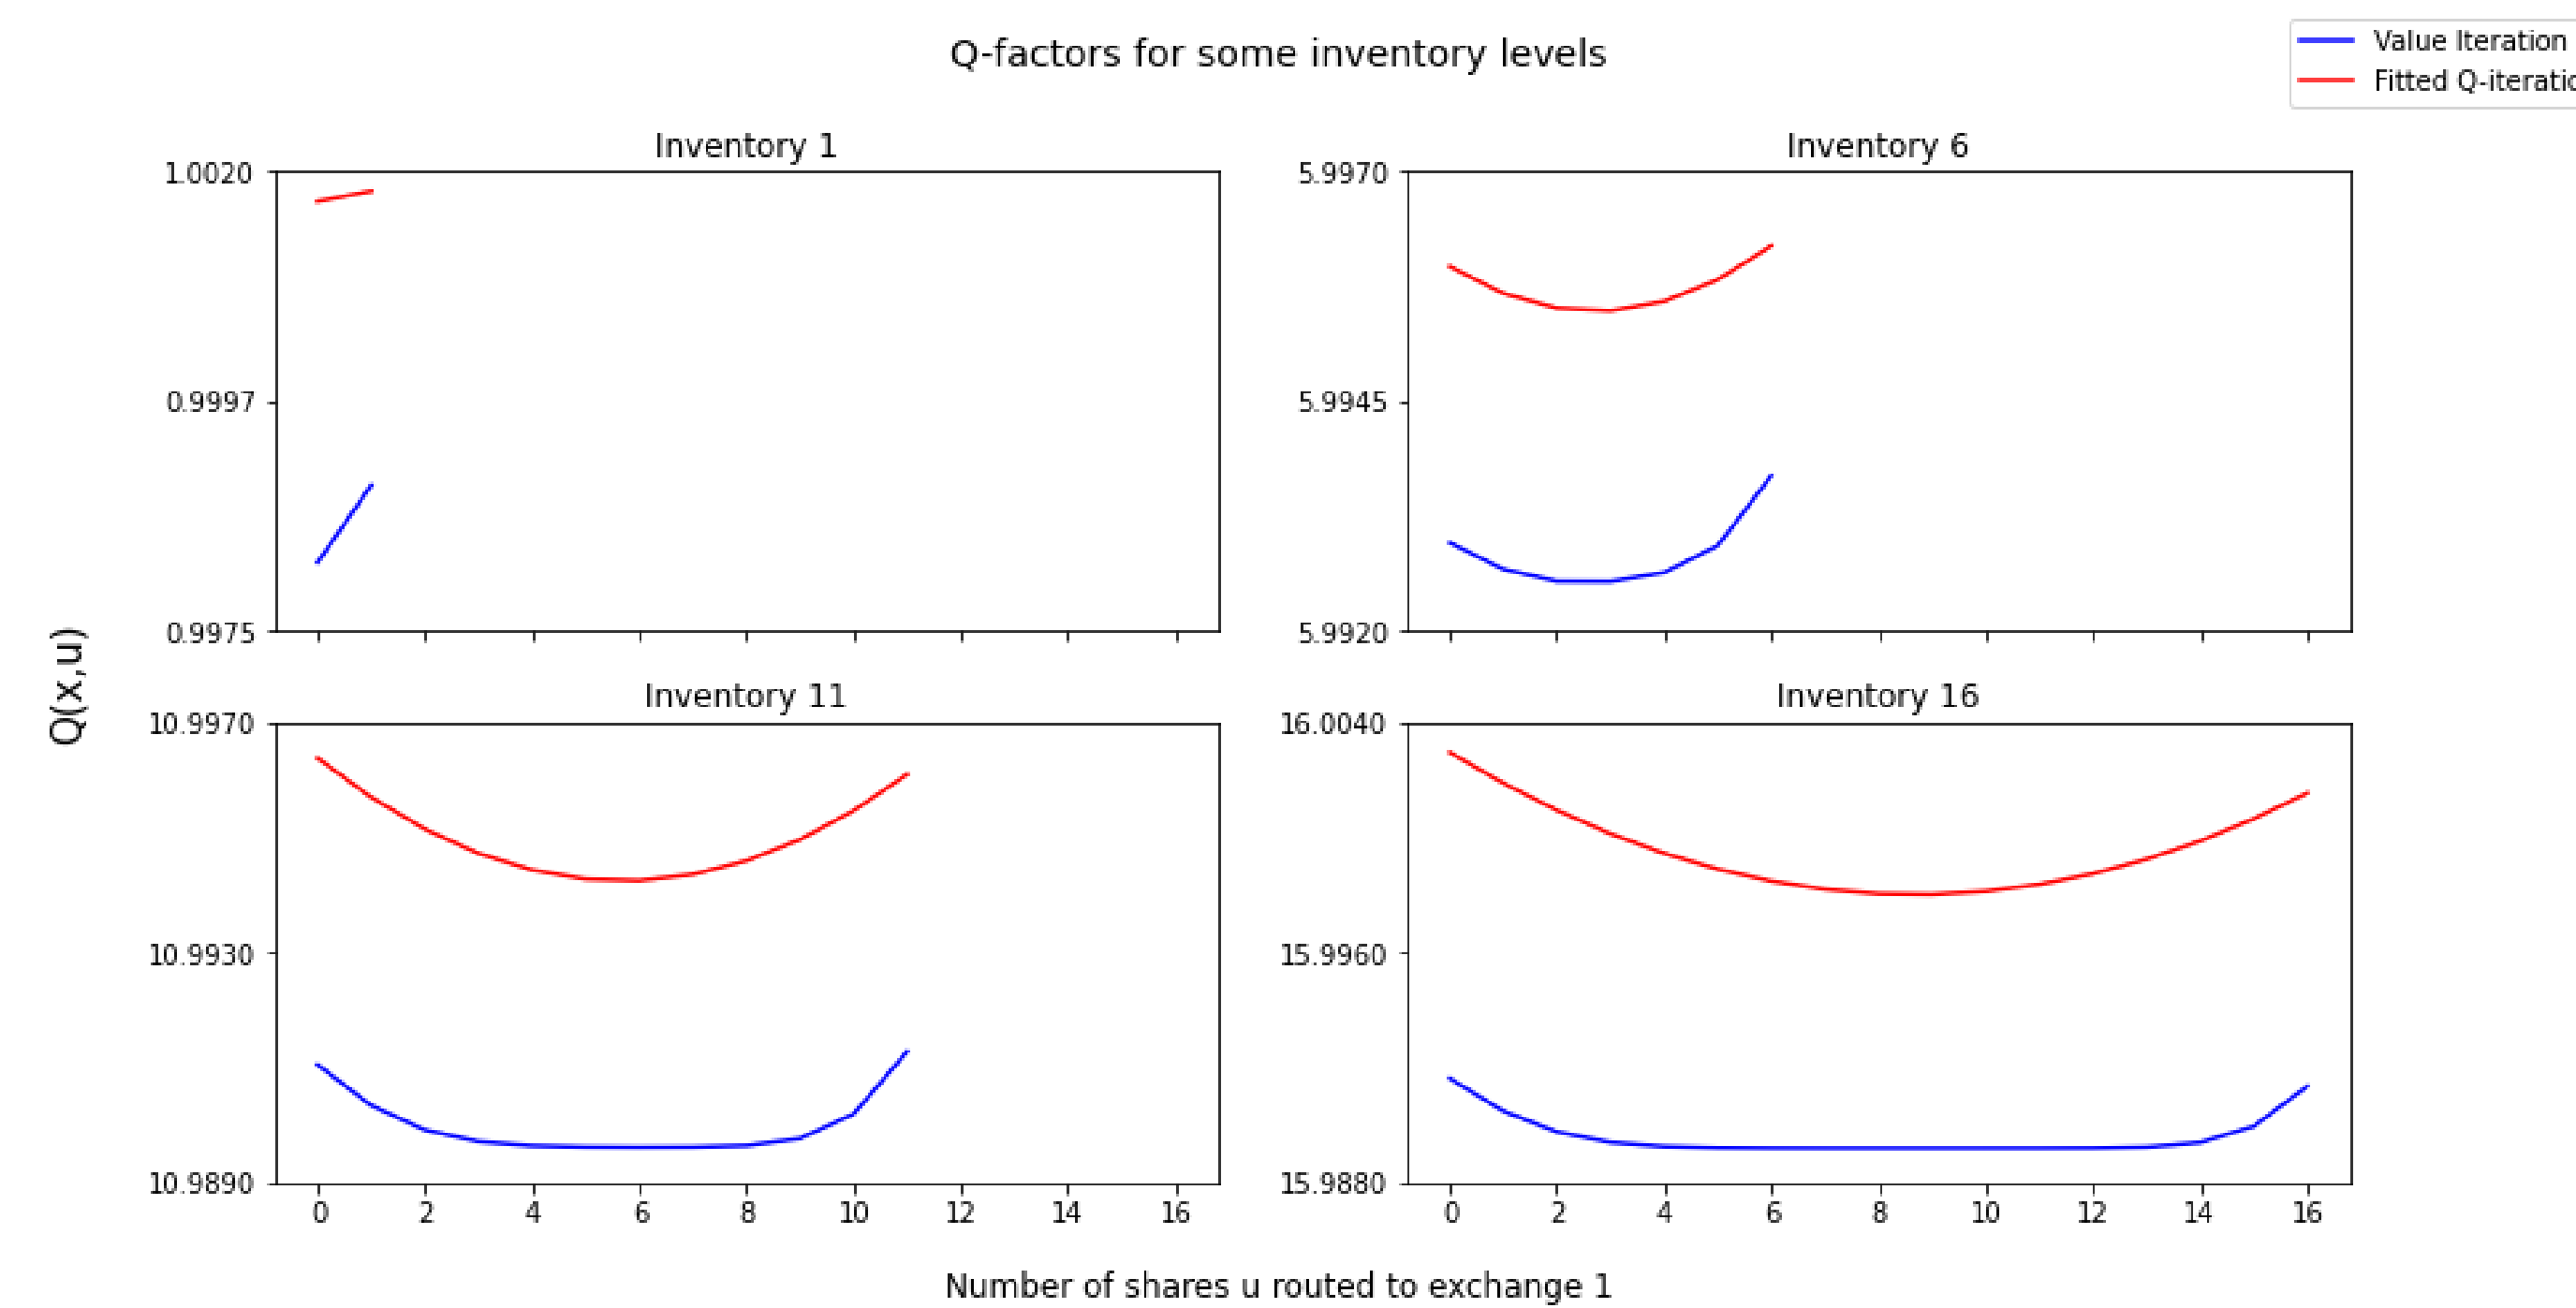 Q-factors for some inventory levels
Value Iteration
Fitted Q-iteratio
Inventory 1
1.0020
0.9997
0.9975
Inventory 6
5.9970
5.9945
5.9920
Q(x,u)
Inventory 11
10.9970
10.9930
10.9890
0 2 4 6 8 10 12 14 16
Inventory 16
16.0040
15.9960
15.9880
0 2 4 6 8 10 12 14 16
Number of shares u routed to exchange 1